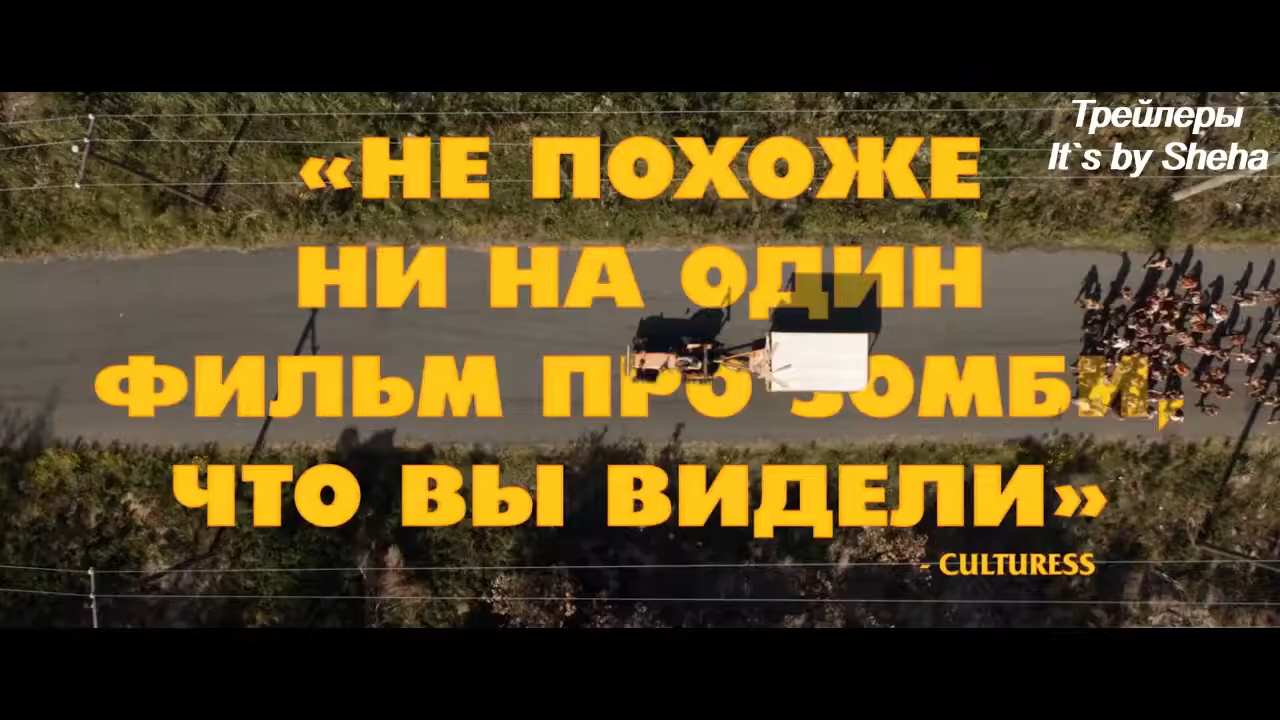 Трейлеры
It`s by Sheha
«НЕ ПОХОЖЕ
НИ НА ОДИН
ФИЛЬМ ПРО ЗОМБИ,
ЧТО ВЫ ВИДЕЛИ»
- CULTURESS